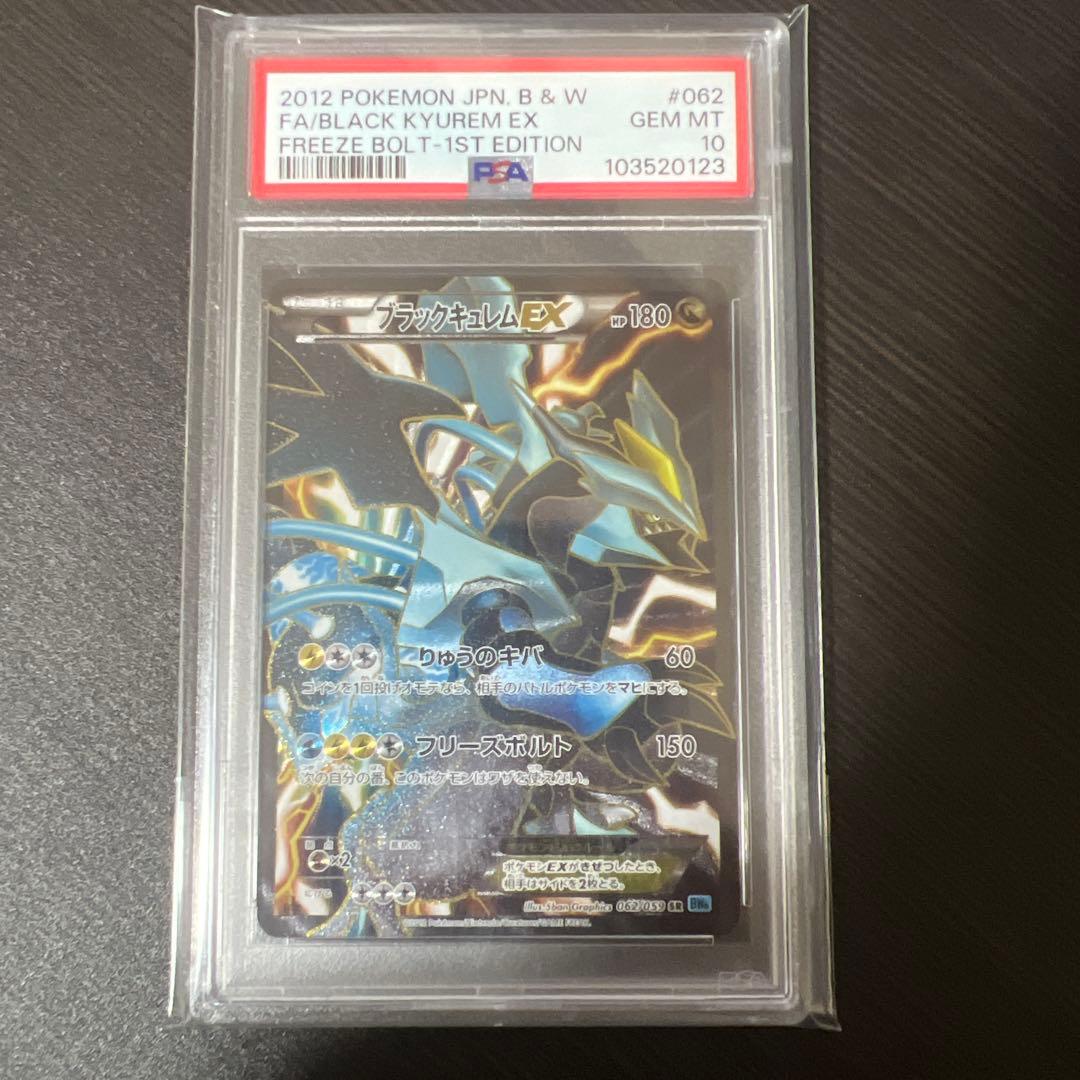 2012 POKEMON JPN. B & W #062
FA/BLACK KYUREM EX GEM MT
FREEZE BOLT-1ST EDITION 10
PSA 103520123
ブラックキュレムEX HP180
りゅうのキバ 60
コインを1回投げオモテなら、相手のバトルポケモンをマヒにする。
フリーズボルト 150
次の自分の番、このポケモンはワザを使えない。
×2
ポケモンEXがきぜつしたとき、
相手はサイドを2枚とる。
illus. 5ban Graphics 062/059 SR